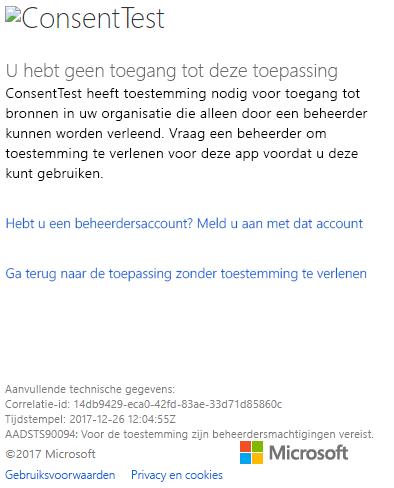 ConsentTest
U hebt geen toegang tot deze toepassing
ConsentTest heeft toestemming nodig voor toegang tot
bronnen in uw organisatie die alleen door een beheerder
kunnen worden verleend. Vraag een beheerder om
toestemming te verlenen voor deze app voordat u deze
kunt gebruiken.
Hebt u een beheerdersaccount? Meld u aan met dat account
Ga terug naar de toepassing zonder toestemming te verlenen
Aanvullende technische gegevens:
Correlatie-id: 14db9429-eca0-42fd-83ae-33d71d85860c
Tijdstempel: 2017-12-26 12:04:55Z
AADSTS90094: Voor de toestemming zijn beheerdersmachtigingen vereist.
©2017 Microsoft
Microsoft
Gebruiksvoorwaarden Privacy en cookies